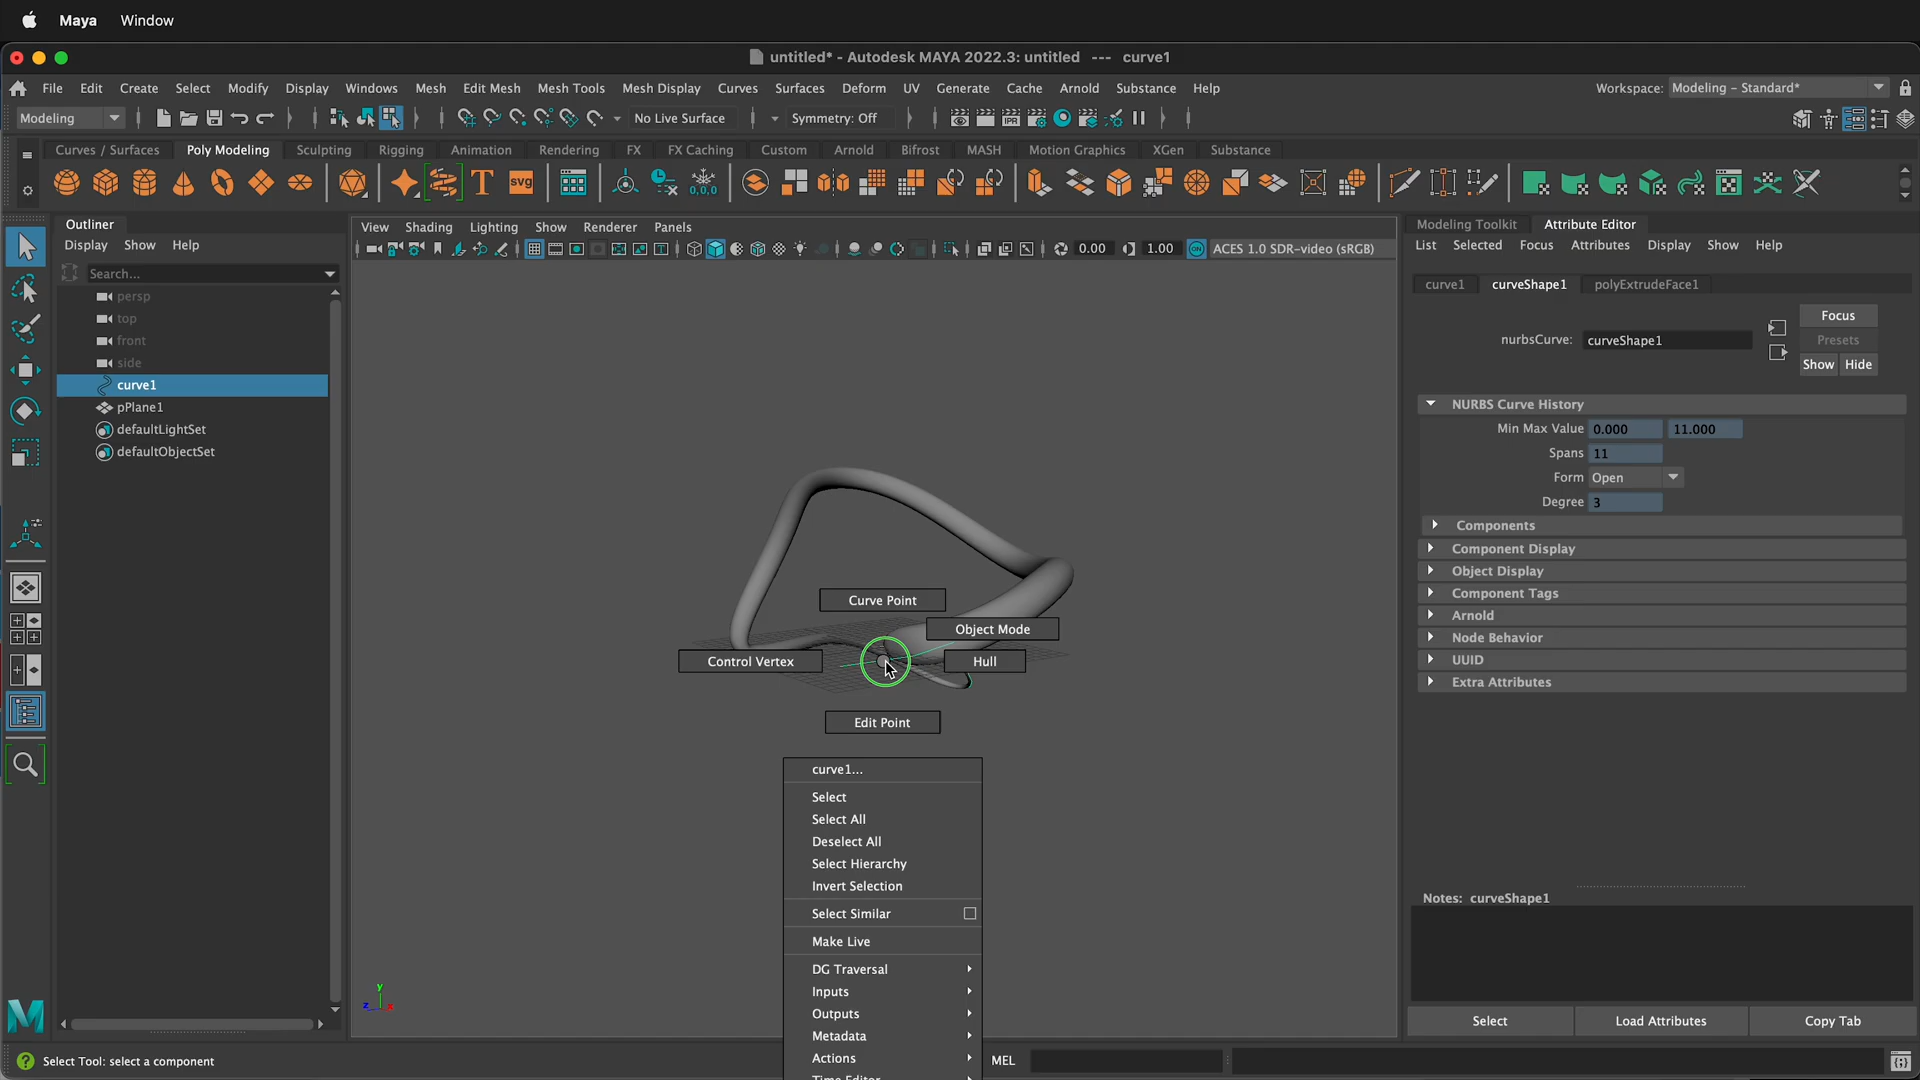 Maya Window
untitled* - Autodesk MAYA 2022.3: untitled --- curve1
File Edit Create Select Modify Display Windows Mesh Edit Mesh Mesh Tools Mesh Display Curves Surfaces Deform UV Generate Cache Arnold Substance Help Workspace: Modeling - Standard*
Modeling No Live Surface Symmetry: Off
Curves / Surfaces Poly Modeling Sculpting Rigging Animation Rendering FX FX Caching Custom Arnold Bifrost MASH Motion Graphics XGen Substance
T SVG 0,0,0
Outliner
Display Show Help
Search...
persp
top
front
side
curve1
pPlane1
defaultLightSet
defaultObjectSet
View Shading Lighting Show Renderer Panels
0.00 1.00 ON ACES 1.0 SDR-video (sRGB)
Curve Point
Object Mode
Control Vertex
Hull
Edit Point
curve1...
Select
Select All
Deselect All
Select Hierarchy
Invert Selection
Select Similar
Make Live
DG Traversal
Inputs
Outputs
Metadata
Actions
Time Editor
y
z x
Modeling Toolkit Attribute Editor
List Selected Focus Attributes Display Show Help
curve1 curveShape1 polyExtrudeFace1
Focus
nurbsCurve: curveShape1
Presets
Show Hide
NURBS Curve History
Min Max Value 0.000 11.000
Spans 11
Form Open
Degree 3
Components
Component Display
Object Display
Component Tags
Arnold
Node Behavior
UUID
Extra Attributes
Notes: curveShape1
Select Load Attributes Copy Tab
Select Tool: select a component
MEL